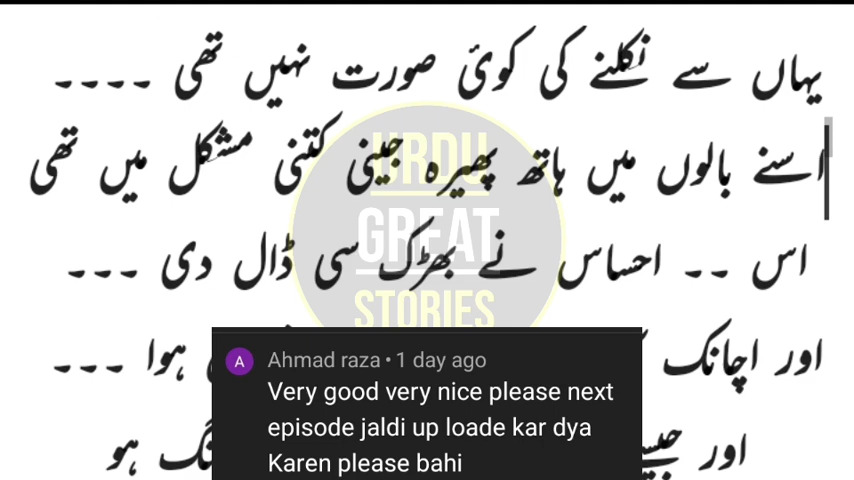 یہاں سے نکلنے کی کوئ صورت نہیں تھی ----
اسنے بالوں میں ہاتھ پھیرہ جینی کتنی مشکل میں تھی
اس -- احساس نے بھڑک سی ڈال دی ---
اور اچانک
ہوا ---
اور جیسے
ہو
URDU
GREAT
STORIES
A
Ahmad raza • 1 day ago
Very good very nice please next
episode jaldi up loade kar dya
Karen please bahi